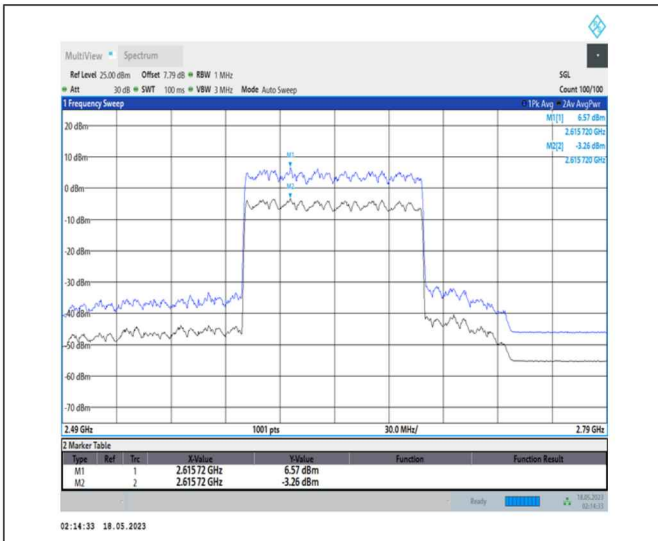 MultiView Spectrum
Ref Level 25.00 dBm Offset 7.79 dB RBW 1 MHz SGL
Att 30 dB SWT 100 ms VBW 3 MHz Mode Auto Sweep Count 100/100
1 Frequency Sweep 1Pk Avg 2Av AvgPwr
M1[1] 6.57 dBm
2.615 720 GHz
M2[2] -3.26 dBm
2.615 720 GHz
20 dBm
10 dBm
M1
0 dBm
M2
-10 dBm
-20 dBm
-30 dBm
-40 dBm
-50 dBm
-60 dBm
-70 dBm
2.49 GHz 1001 pts 30.0 MHz/ 2.79 GHz
2 Marker Table
Type Ref Trc X-Value Y-Value Function Function Result
M1 1 2.61572 GHz 6.57 dBm
M2 2 2.61572 GHz -3.26 dBm
Ready 18.05.2023
02:14:33
02:14:33 18.05.2023